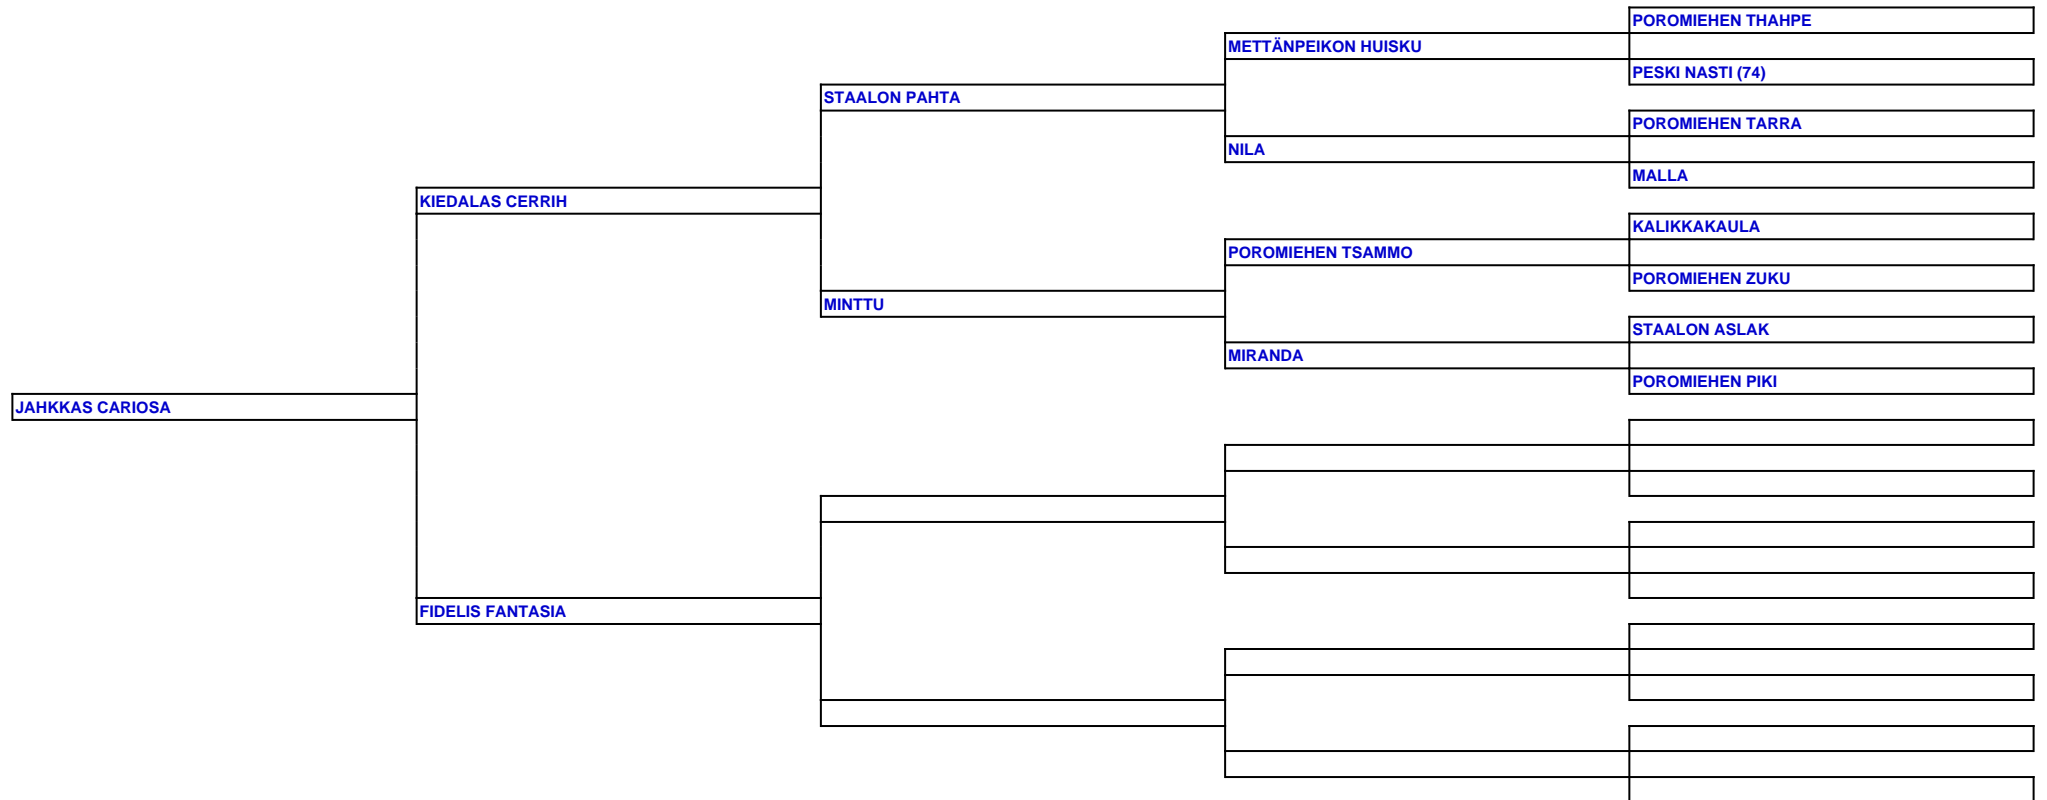 POROMIEHEN THAHPE
METTÄNPEIKON HUISKU
PESKI NASTI (74)
STAALON PAHTA
POROMIEHEN TARRA
NILA
MALLA
KIEDALAS CERRIH
KALIKKAKAULA
POROMIEHEN TSAMMO
POROMIEHEN ZUKU
MINTTU
STAALON ASLAK
MIRANDA
POROMIEHEN PIKI
JAHKKAS CARIOSA
FIDELIS FANTASIA